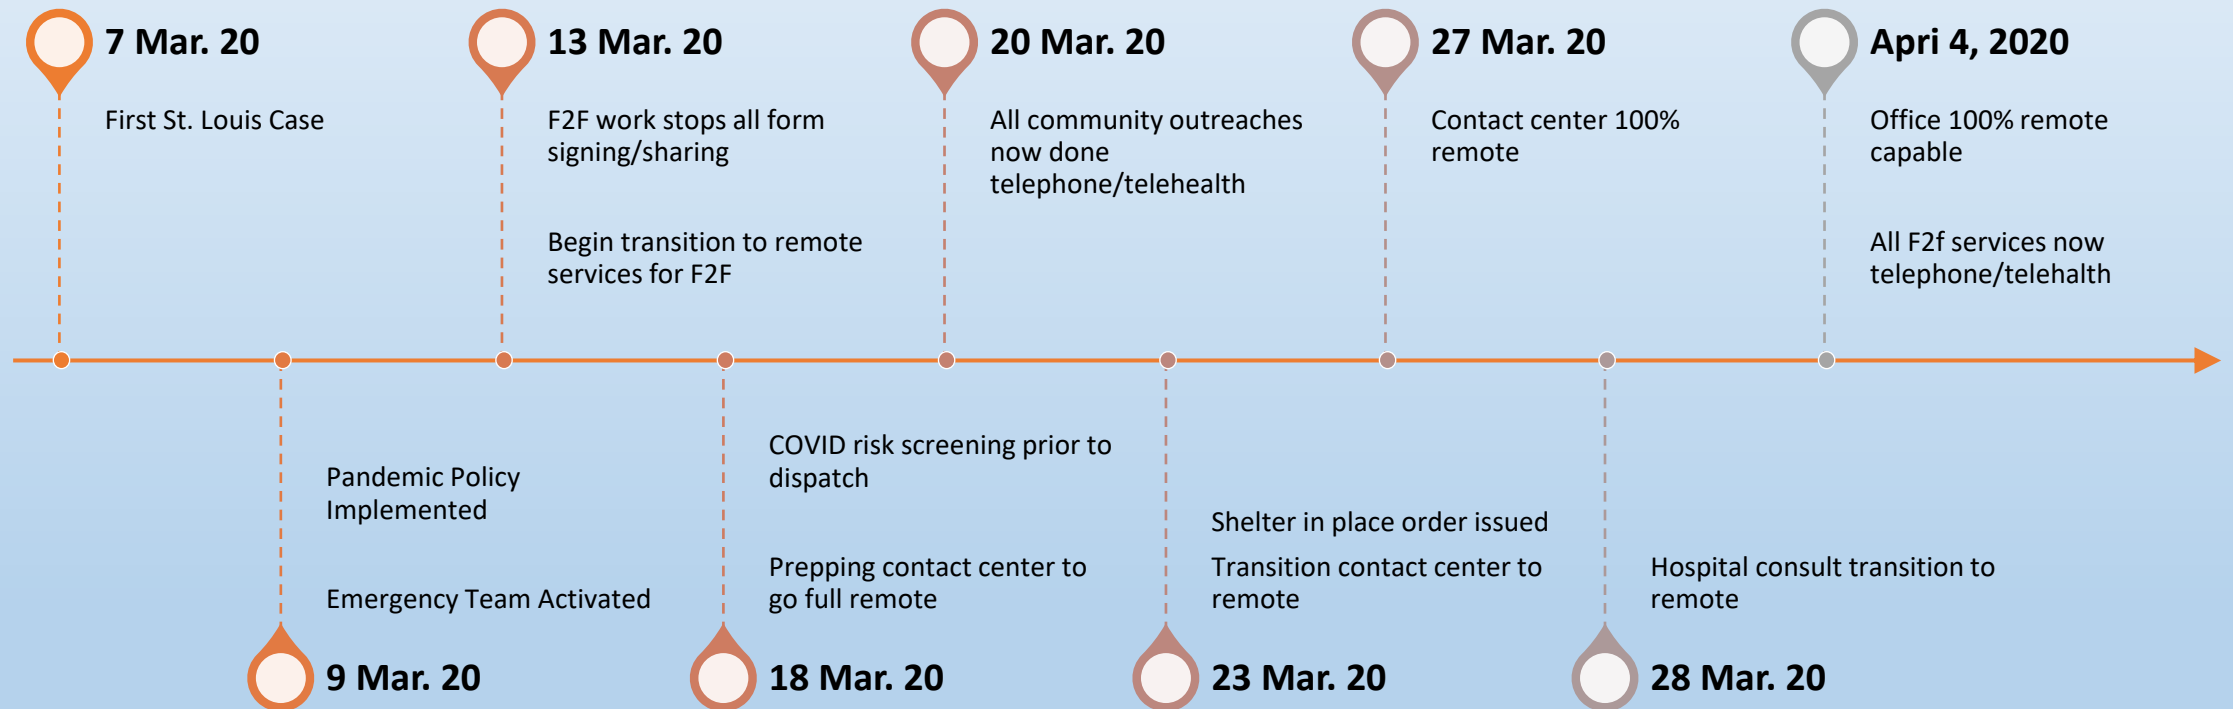 7 Mar. 20
First St. Louis Case
13 Mar. 20
F2F work stops all form
signing/sharing
Begin transition to remote
services for F2F
20 Mar. 20
All community outreaches
now done
telephone/telehealth
27 Mar. 20
Contact center 100%
remote
Apri 4, 2020
Office 100% remote
capable
All F2f services now
telephone/telehalth
Pandemic Policy
Implemented
Emergency Team Activated
9 Mar. 20
COVID risk screening prior to
dispatch
Prepping contact center to
go full remote
18 Mar. 20
Shelter in place order issued
Transition contact center to
remote
23 Mar. 20
Hospital consult transition to
remote
28 Mar. 20